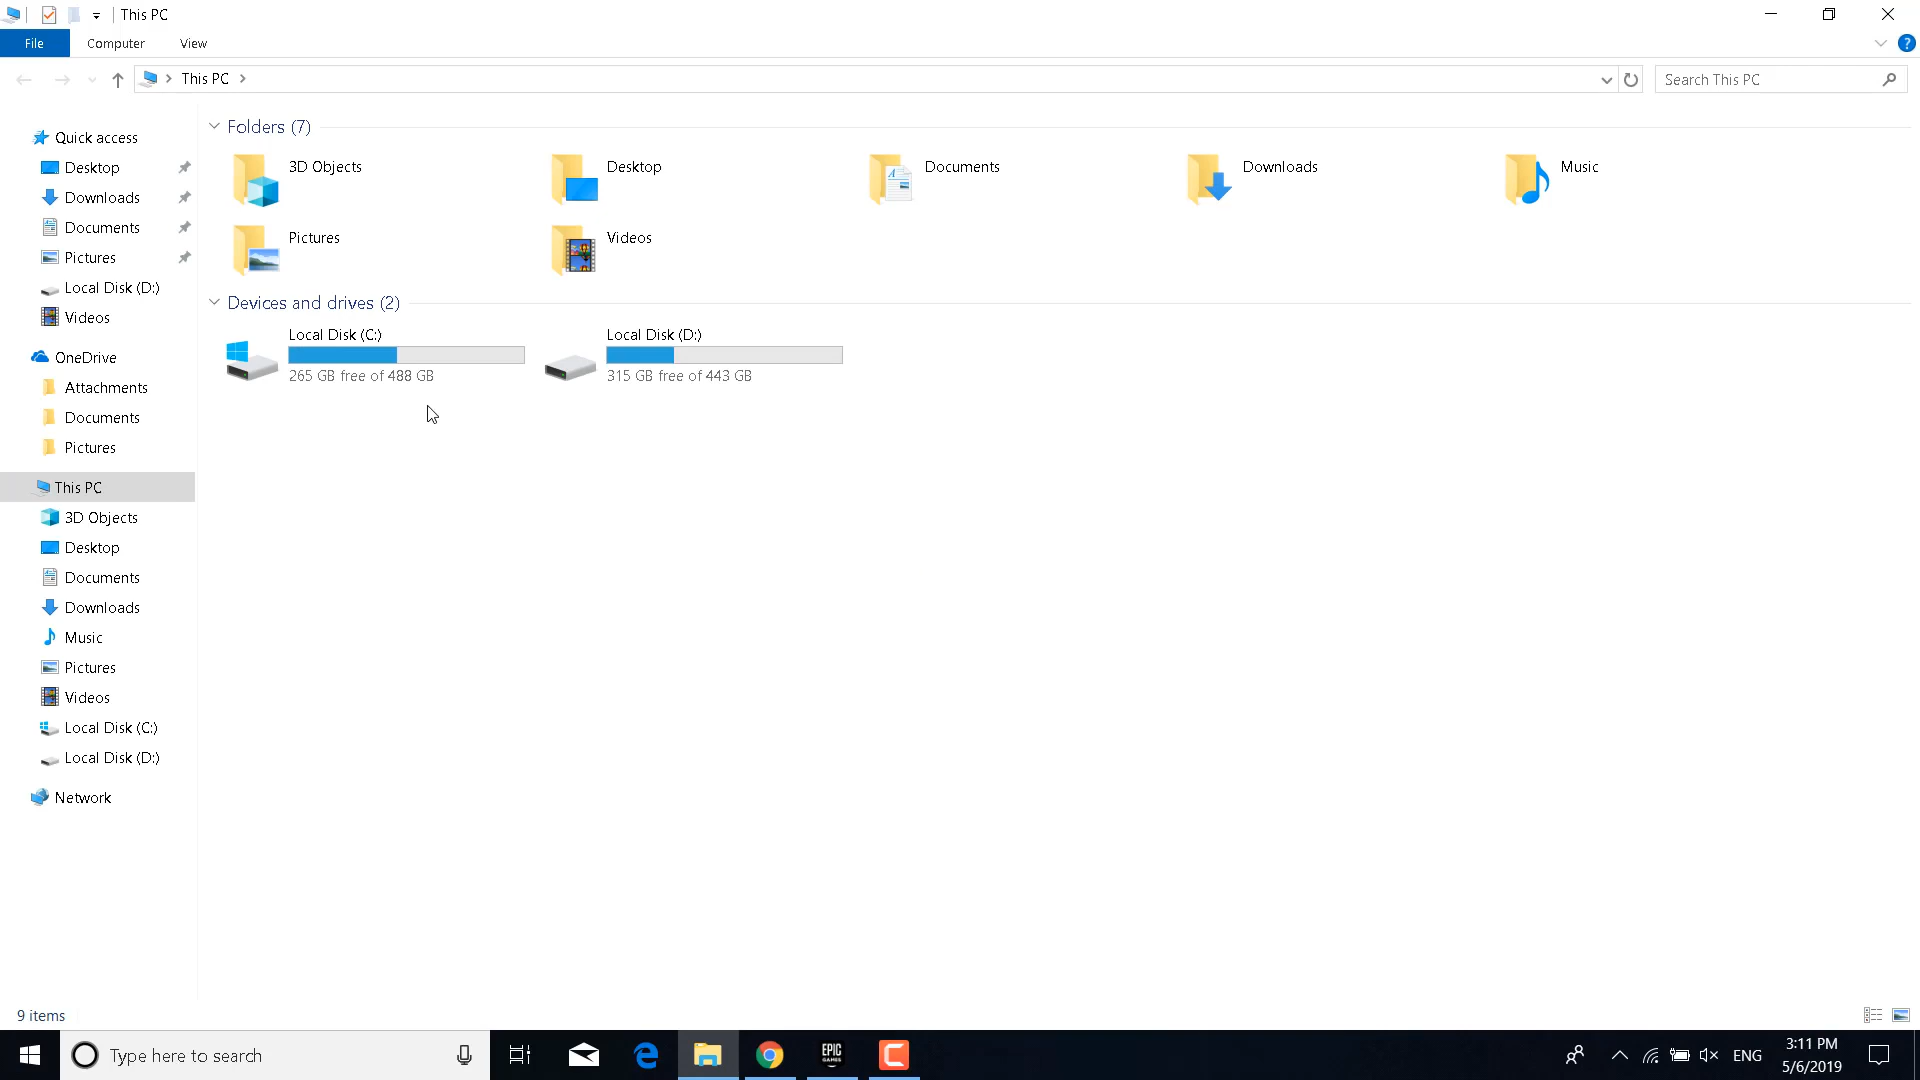 This PC
File Computer View
This PC
Search This PC
Quick access
Desktop
Downloads
Documents
Pictures
Local Disk (D:)
Videos
OneDrive
Attachments
Documents
Pictures
This PC
3D Objects
Desktop
Documents
Downloads
Music
Pictures
Videos
Local Disk (C:)
Local Disk (D:)
Network
Folders (7)
3D Objects
Desktop
Documents
Downloads
Music
Pictures
Videos
Devices and drives (2)
Local Disk (C:)
265 GB free of 488 GB
Local Disk (D:)
315 GB free of 443 GB
9 items
Type here to search
EPIC
GAMES
ENG
3:11 PM
5/6/2019